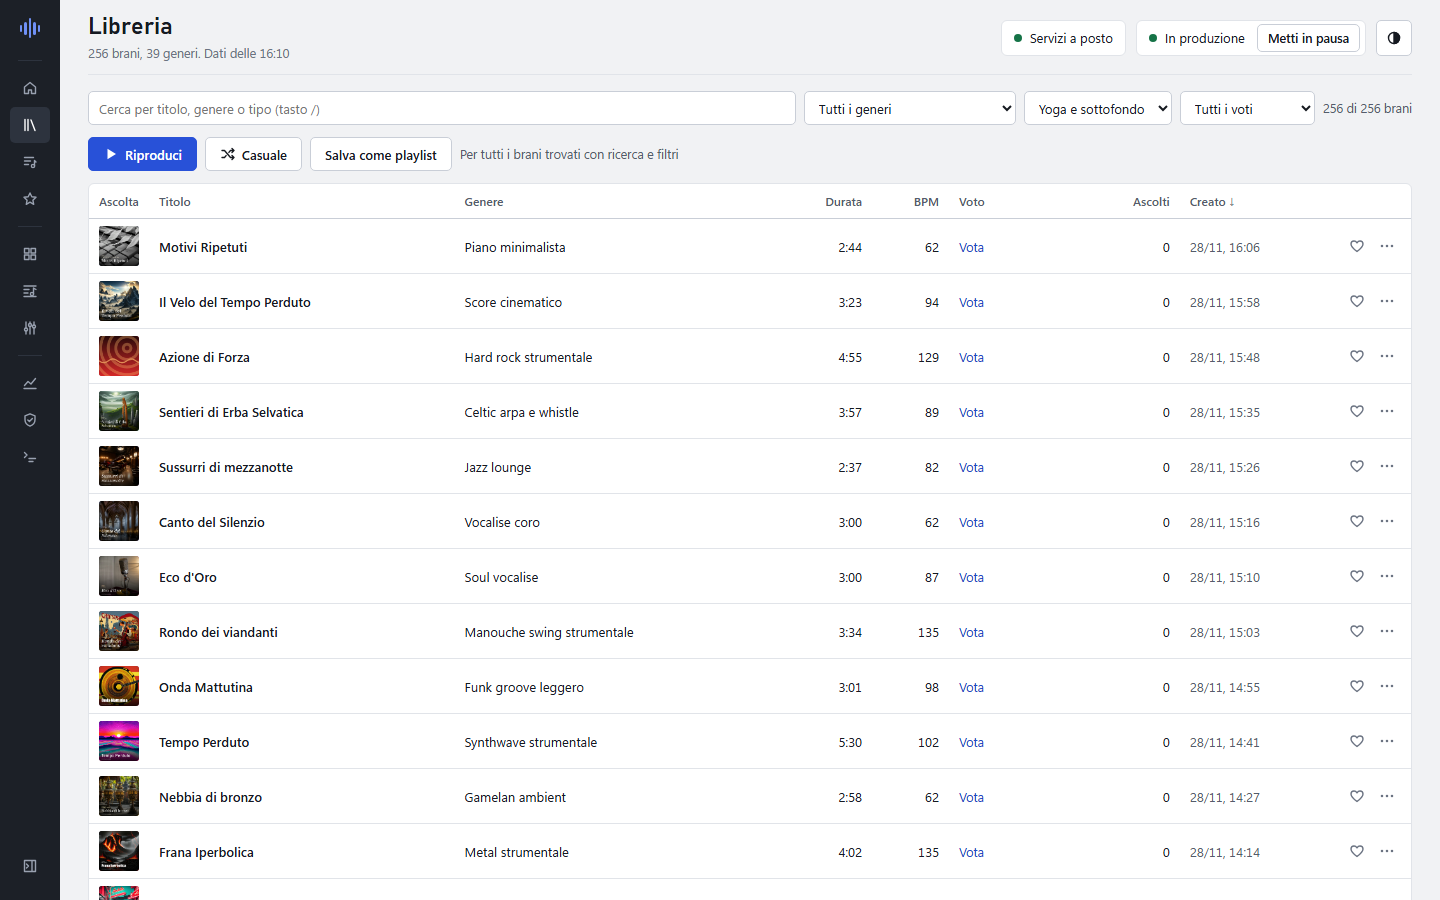 Libreria
256 brani, 39 generi. Dati delle 16:10
Servizi a posto
In produzione
Metti in pausa
Cerca per titolo, genere o tipo (tasto /)
Tutti i generi
Yoga e sottofondo
Tutti i voti
256 di 256 brani
Riproduci
Casuale
Salva come playlist
Per tutti i brani trovati con ricerca e filtri
Ascolta Titolo Genere Durata BPM Voto Ascolti Creato ↓
Motivi Ripetuti Piano minimalista 2:44 62 Vota 0 28/11, 16:06
Il Velo del Tempo Perduto Score cinematico 3:23 94 Vota 0 28/11, 15:58
Azione di Forza Hard rock strumentale 4:55 129 Vota 0 28/11, 15:48
Sentieri di Erba Selvatica Celtic arpa e whistle 3:57 89 Vota 0 28/11, 15:35
Sussurri di mezzanotte Jazz lounge 2:37 82 Vota 0 28/11, 15:26
Canto del Silenzio Vocalise coro 3:00 62 Vota 0 28/11, 15:16
Eco d'Oro Soul vocalise 3:00 87 Vota 0 28/11, 15:10
Rondo dei viandanti Manouche swing strumentale 3:34 135 Vota 0 28/11, 15:03
Onda Mattutina Funk groove leggero 3:01 98 Vota 0 28/11, 14:55
Tempo Perduto Synthwave strumentale 5:30 102 Vota 0 28/11, 14:41
Nebbia di bronzo Gamelan ambient 2:58 62 Vota 0 28/11, 14:27
Frana Iperbolica Metal strumentale 4:02 135 Vota 0 28/11, 14:14